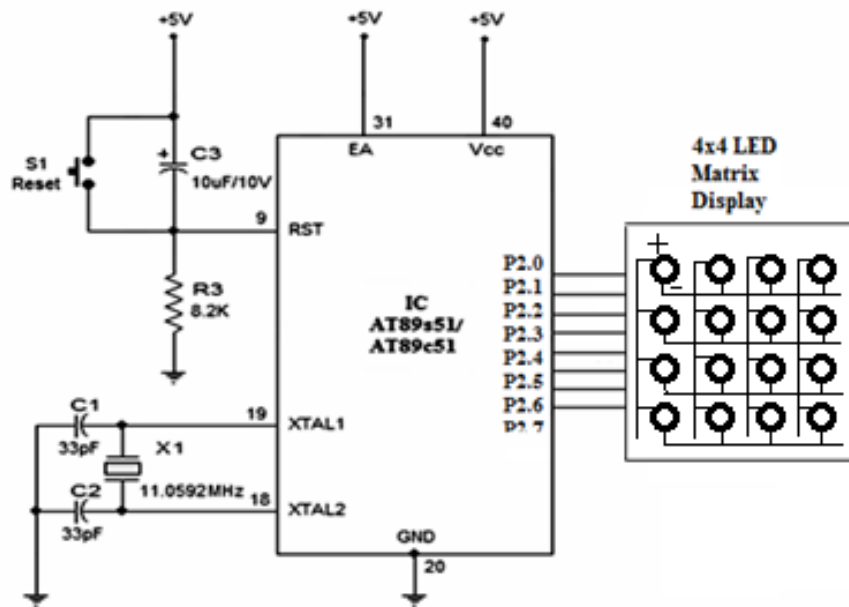 +5V
+5V
+5V
31
40
EA
Vcc
S1
Reset
+
C3
10uF/10V
9
RST
R3
8.2K
IC
AT89s51/
AT89c51
P2.0
P2.1
P2.2
P2.3
P2.4
P2.5
P2.6
P2.7
4x4 LED
Matrix
Display
+
-
C1
33pF
19
XTAL1
X1
11.0592MHz
C2
33pF
18
XTAL2
GND
20